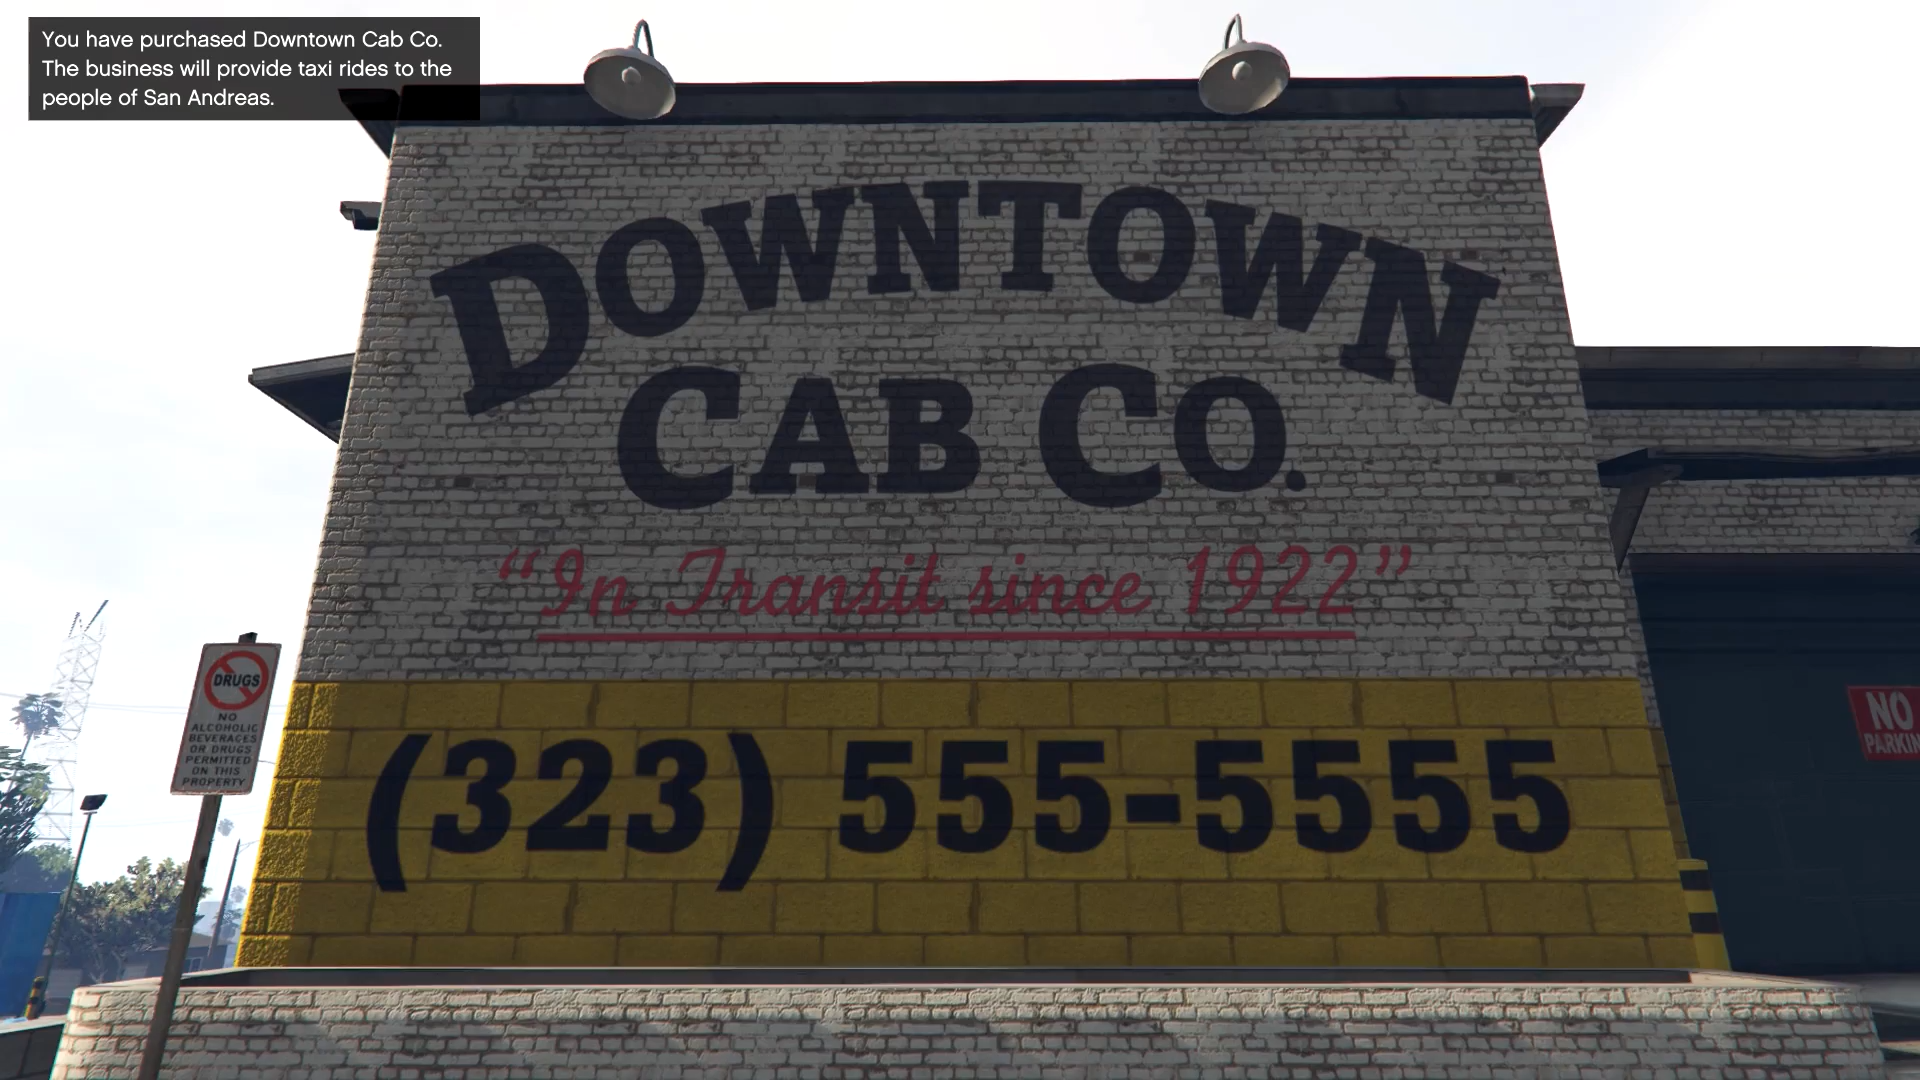 You have purchased Downtown Cab Co.
The business will provide taxi rides to the
people of San Andreas.
DOWNTOWN
CAB CO.
"In Transit since 1922"
(323) 555-5555
DRUGS
NO
ALCOHOLIC
BEVERAGES
OR DRUGS
PERMITTED
ON THIS
PROPERTY
NO